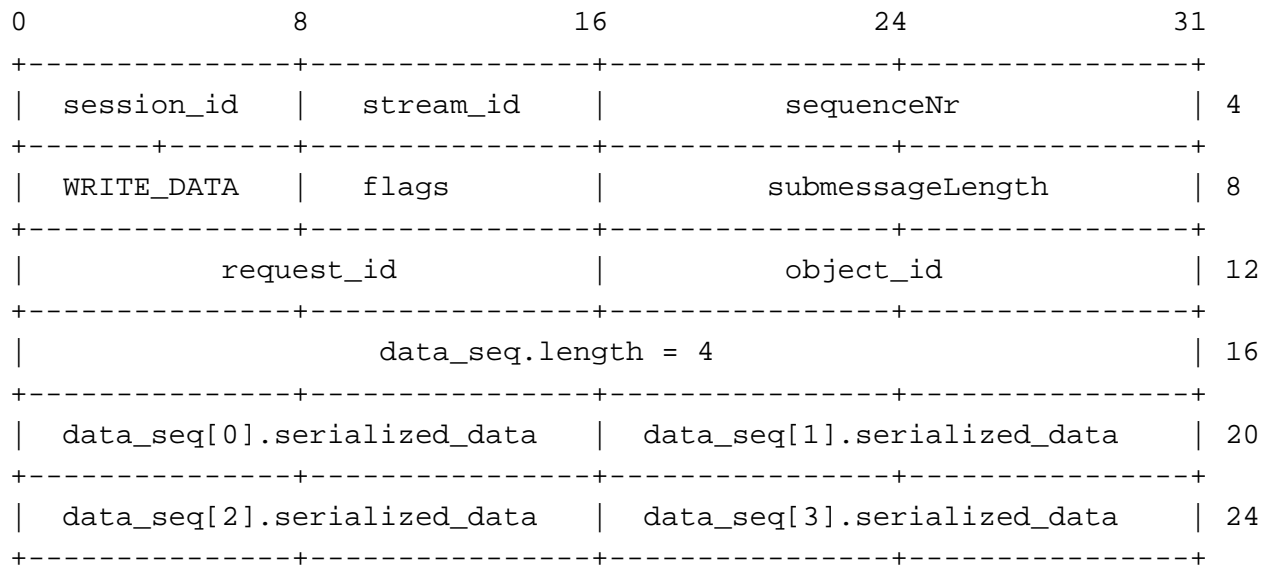 0 8 16 24 31
+---------------+---------------+---------------+---------------+
| session_id | stream_id | sequenceNr | 4
+-------+-------+---------------+---------------+---------------+
| WRITE_DATA | flags | submessageLength | 8
+---------------+---------------+---------------+---------------+
| request_id | object_id | 12
+---------------+---------------+---------------+---------------+
| data_seq.length = 4 | 16
+---------------+---------------+---------------+---------------+
| data_seq[0].serialized_data | data_seq[1].serialized_data | 20
+---------------+---------------+---------------+---------------+
| data_seq[2].serialized_data | data_seq[3].serialized_data | 24
+---------------+---------------+---------------+---------------+